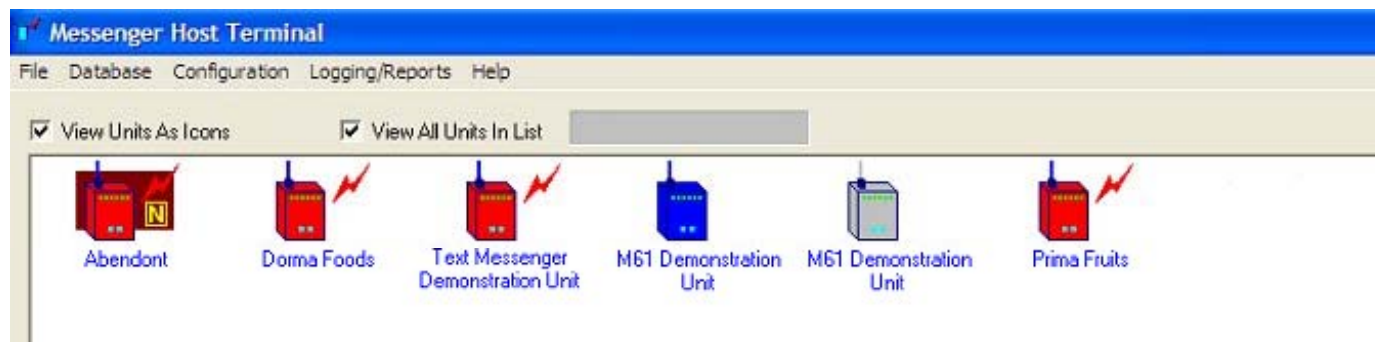 Messenger Host Terminal
File Database Configuration Logging/Reports Help
View Units As Icons View All Units In List
N
Abendont Dorma Foods Text Messenger M61 Demonstration M61 Demonstration Prima Fruits
Demonstration Unit Unit Unit